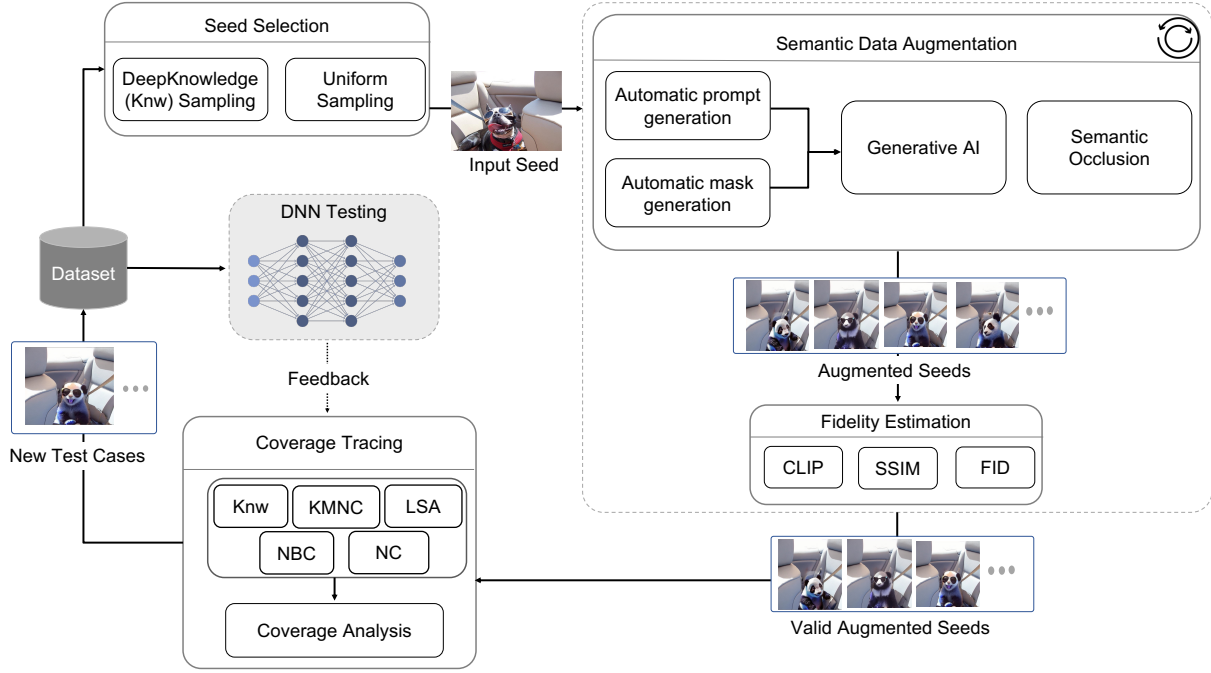 Seed Selection
DeepKnowledge
(Knw) Sampling
Uniform
Sampling
Input Seed
Semantic Data Augmentation
Automatic prompt
generation
Automatic mask
generation
Generative AI
Semantic
Occlusion
DNN Testing
Dataset
Feedback
New Test Cases
Augmented Seeds
Fidelity Estimation
CLIP
SSIM
FID
Coverage Tracing
Knw
KMNC
LSA
NBC
NC
Coverage Analysis
Valid Augmented Seeds